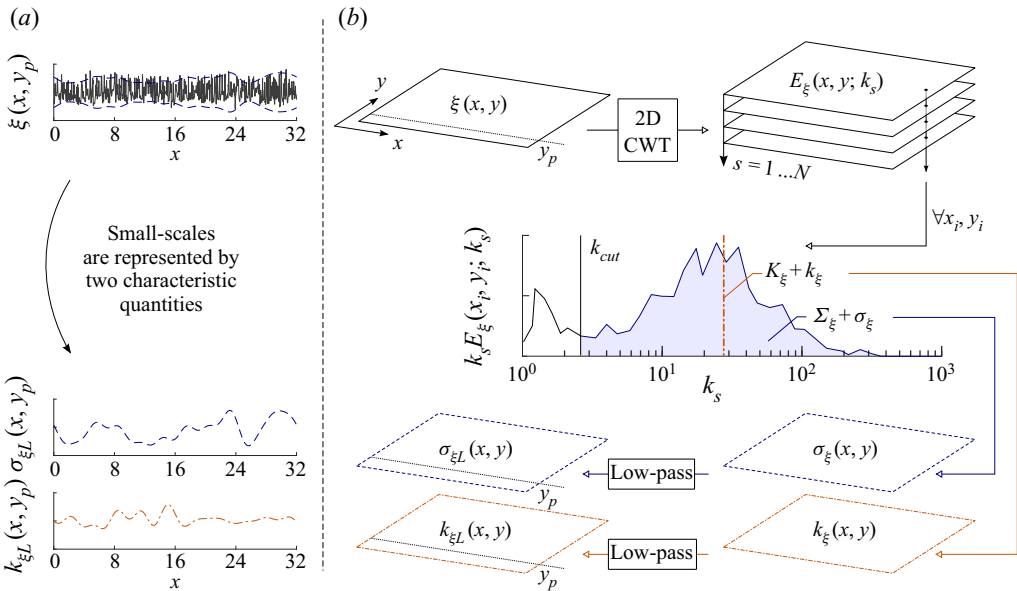 (a)
ξ(x, y_p)
0 8 16 24 32
x
Small-scales
are represented by
two characteristic
quantities
σ_ξL(x, y_p)
0 8 16 24 32
k_ξL(x, y_p)
0 8 16 24 32
x
(b)
y
x
ξ(x, y)
y_p
2D
CWT
E_ξ(x, y; k_s)
s = 1 ...N
∀x_i, y_i
k_s E_ξ(x_i, y_i; k_s)
k_cut
K_ξ + k_ξ
Σ_ξ + σ_ξ
10^0 10^1 10^2 10^3
k_s
σ_ξL(x, y)
y_p
Low-pass
σ_ξ(x, y)
k_ξL(x, y)
y_p
Low-pass
k_ξ(x, y)